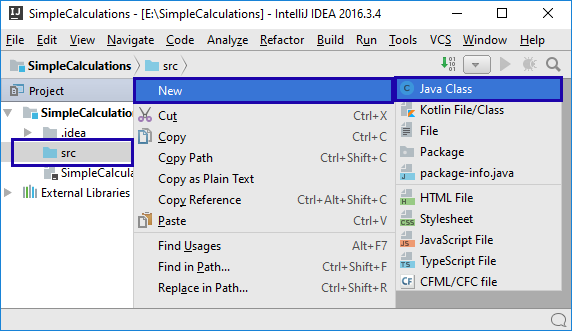 SimpleCalculations - [E:\SimpleCalculations] - IntelliJ IDEA 2016.3.4
File Edit View Navigate Code Analyze Refactor Build Run Tools VCS Window Help
SimpleCalculations src
Project
SimpleCalculation
.idea
src
SimpleCalcula
External Libraries
New
Cut Ctrl+X
Copy Ctrl+C
Copy Path Ctrl+Shift+C
Copy as Plain Text
Copy Reference Ctrl+Alt+Shift+C
Paste Ctrl+V
Find Usages Alt+F7
Find in Path... Ctrl+Shift+F
Replace in Path... Ctrl+Shift+R
Java Class
Kotlin File/Class
File
Package
package-info.java
HTML File
Stylesheet
JavaScript File
TypeScript File
CFML/CFC file